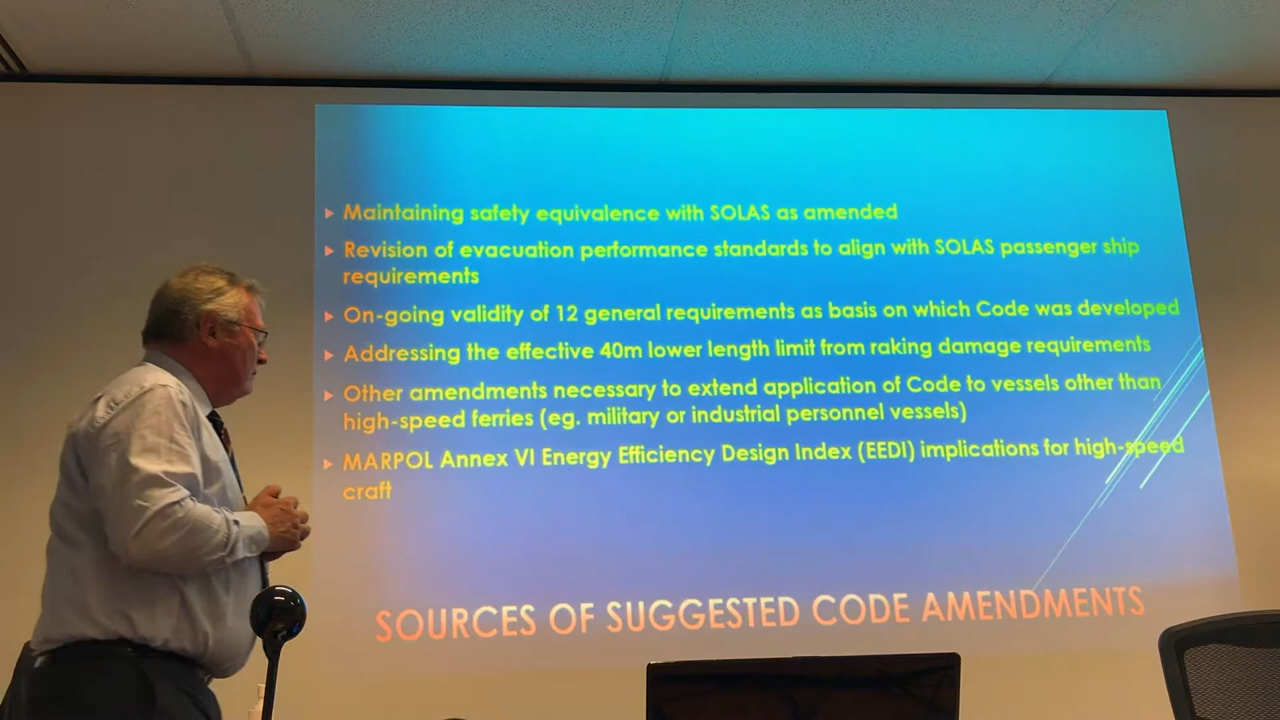 Maintaining safety equivalence with SOLAS as amended
Revision of evacuation performance standards to align with SOLAS passenger ship
requirements
On-going validity of 12 general requirements as basis on which Code was developed
Addressing the effective 40m lower length limit from raking damage requirements
Other amendments necessary to extend application of Code to vessels other than
high-speed ferries (eg. military or industrial personnel vessels)
MARPOL Annex VI Energy Efficiency Design Index (EEDI) implications for high-speed
craft
SOURCES OF SUGGESTED CODE AMENDMENTS